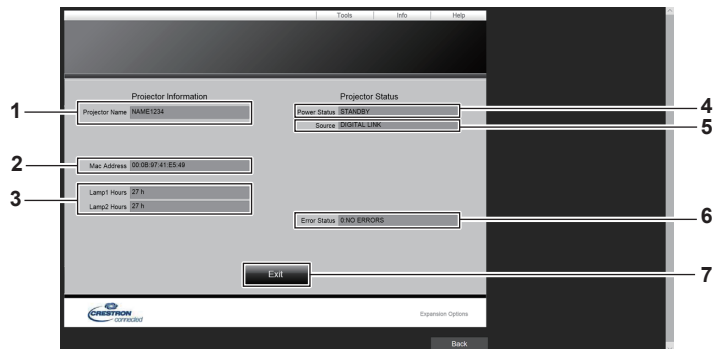 Tools Info Help
Projector Information Projector Status
1 Projector Name NAME1234 Power Status STANDBY 4
Source DIGITAL LINK 5
2 Mac Address 00:0B:97:41:E5:49
3 Lamp1 Hours 27 h
Lamp2 Hours 27 h
Error Status 0:NO ERRORS 6
Exit 7
CRESTRON
connected
Expansion Options
Back